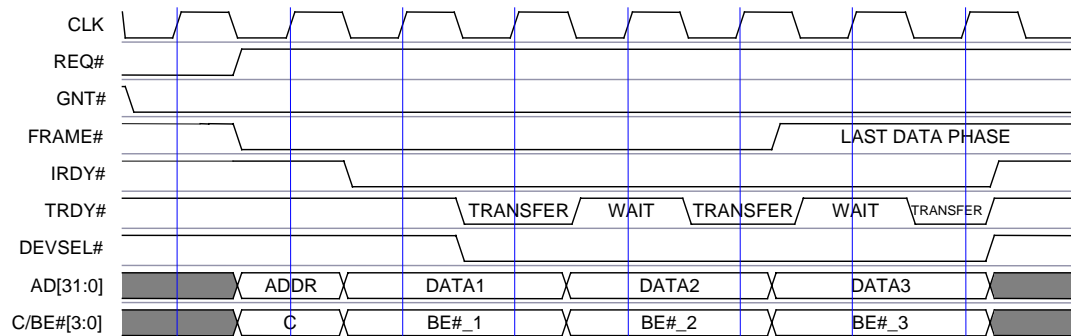 CLK
REQ#
GNT#
FRAME# LAST DATA PHASE
IRDY#
TRDY# TRANSFER WAIT TRANSFER WAIT TRANSFER
DEVSEL#
AD[31:0] ADDR DATA1 DATA2 DATA3
C/BE#[3:0] C BE#_1 BE#_2 BE#_3